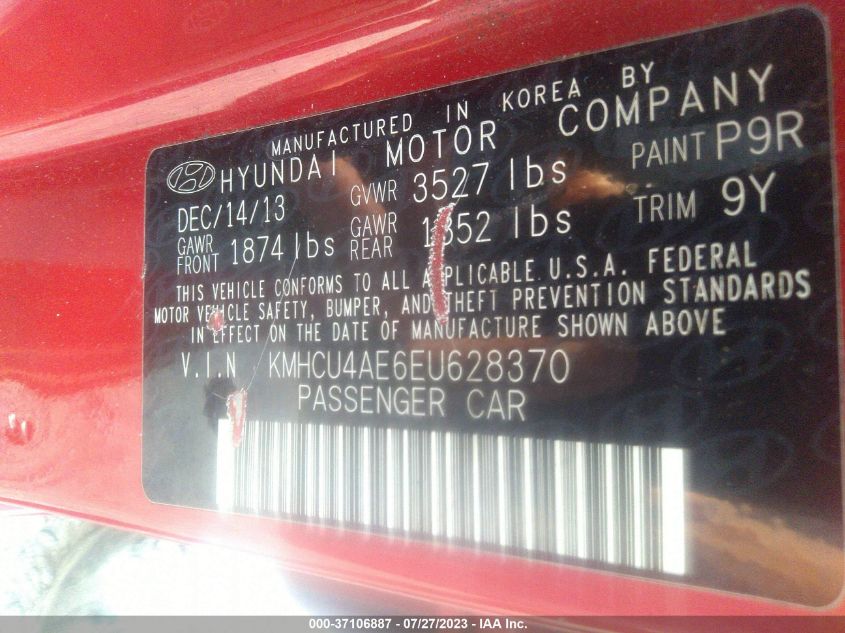 MANUFACTURED IN KOREA BY
HYUNDAI MOTOR COMPANY
DEC/14/13 GVWR 3527 lbs PAINT P9R
GAWR FRONT 1874 lbs GAWR REAR lbs TRIM 9Y
THIS VEHICLE CONFORMS TO ALL APPLICABLE U.S.A. FEDERAL
MOTOR VEHICLE SAFETY, BUMPER, AND THEFT PREVENTION STANDARDS
IN EFFECT ON THE DATE OF MANUFACTURE SHOWN ABOVE
V.I.N KMHCU4AE6EU628370
PASSENGER CAR
000-37106887 / 07/27/2023 - IAA Inc.